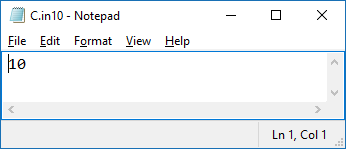 C.in10 - Notepad
File Edit Format View Help
10
Ln 1, Col 1